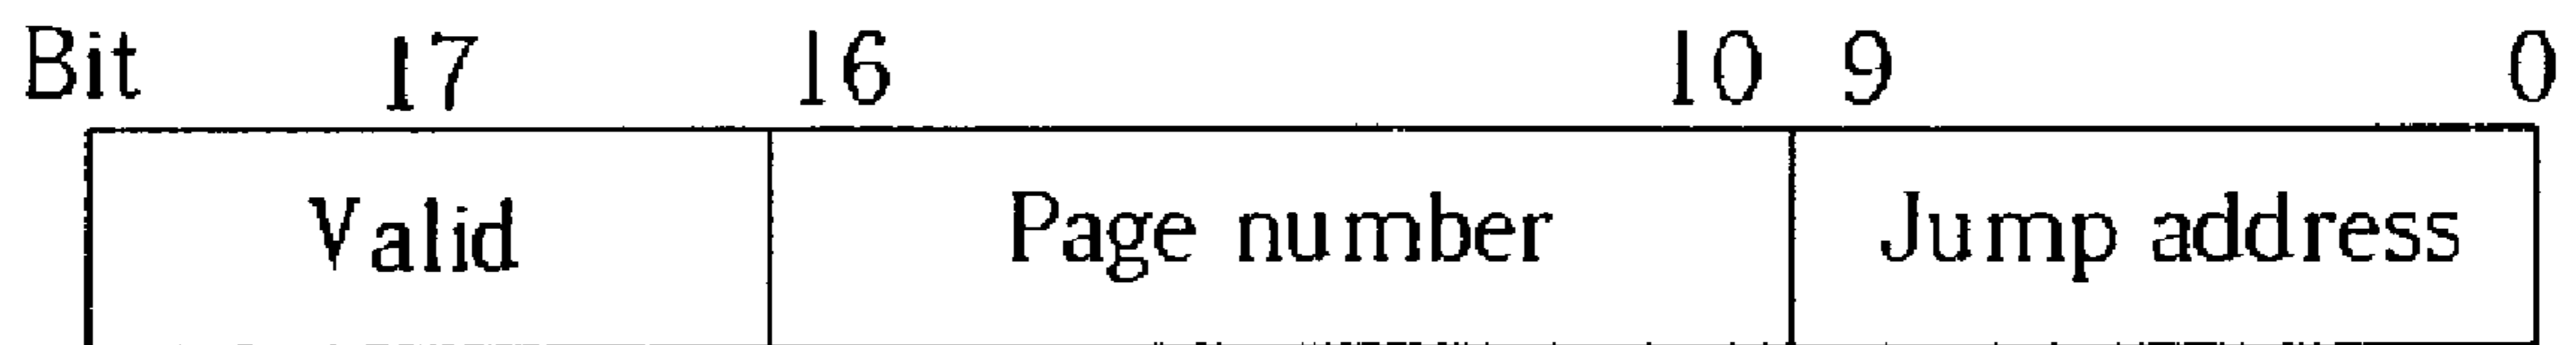 Bit 17 16 10 9 0
Valid Page number Jump address